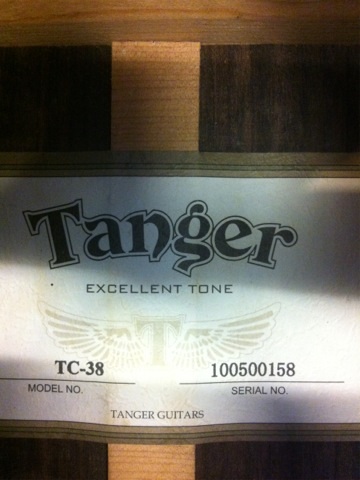 Tanger
EXCELLENT TONE
T
TC-38 100500158
MODEL NO. SERIAL NO.
TANGER GUITARS